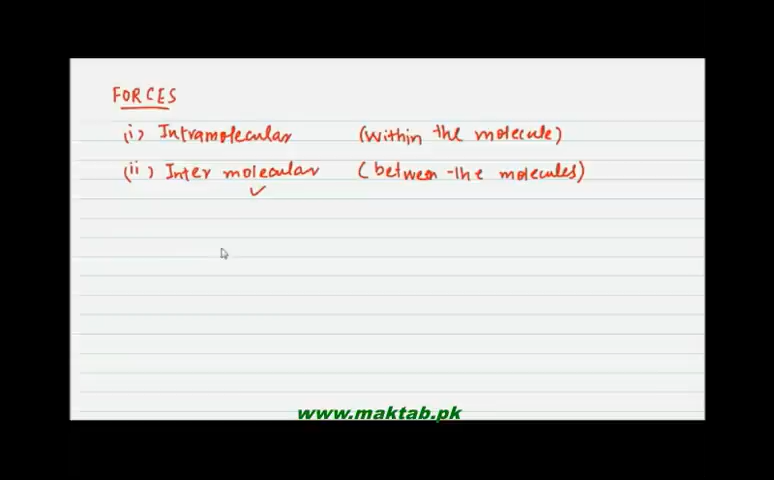 FORCES
(i) Intramolecular (within the molecule)
(ii) Inter molecular (between the molecules)
www.maktab.pk